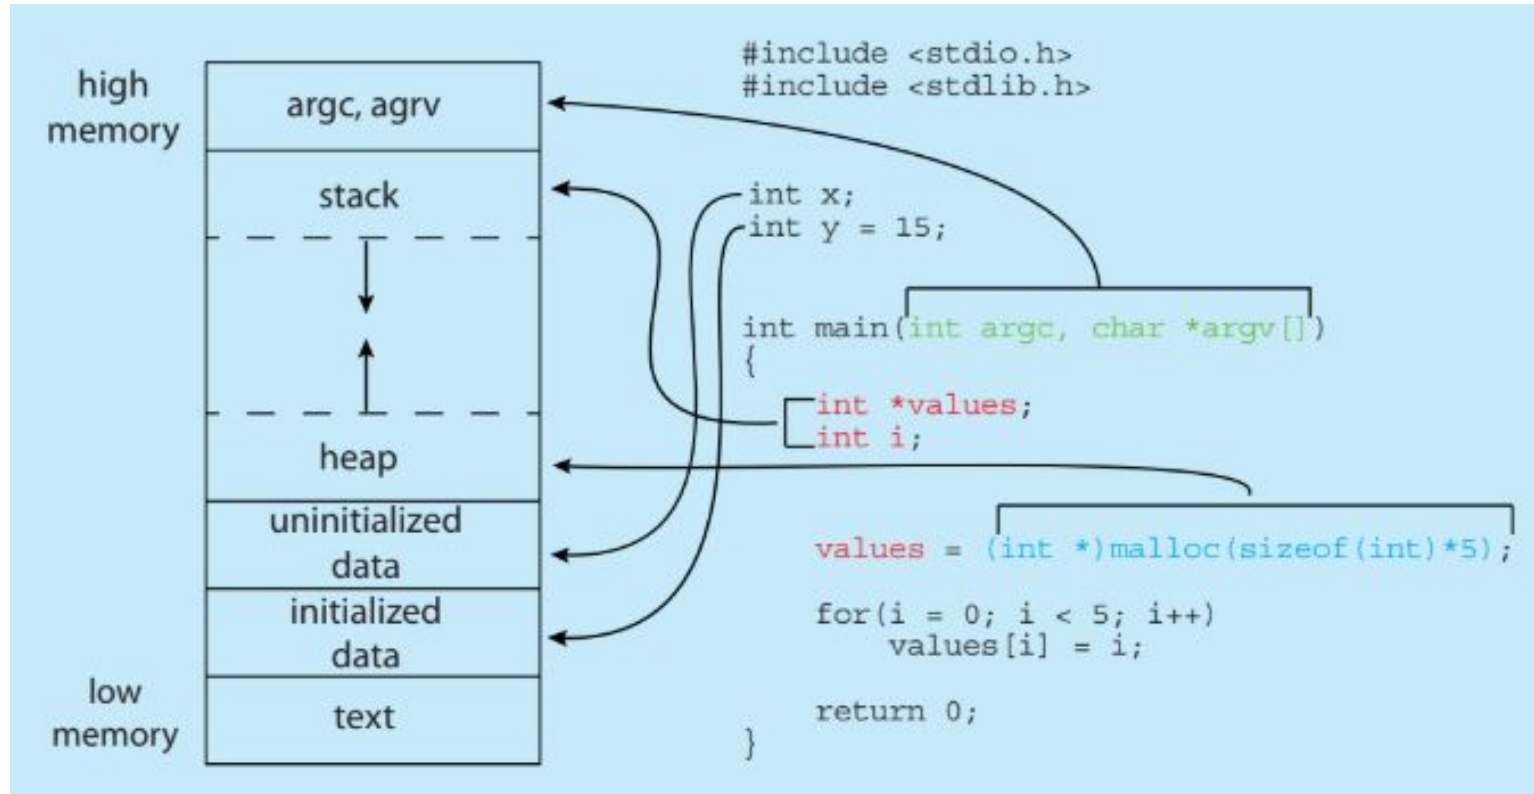 high
memory
argc, agrv
stack
heap
uninitialized
data
initialized
data
low
memory
text
#include <stdio.h>
#include <stdlib.h>
int x;
int y = 15;
int main(int argc, char *argv[])
{
int *values;
int i;
values = (int *)malloc(sizeof(int)*5);
for(i = 0; i < 5; i++)
values[i] = i;
return 0;
}